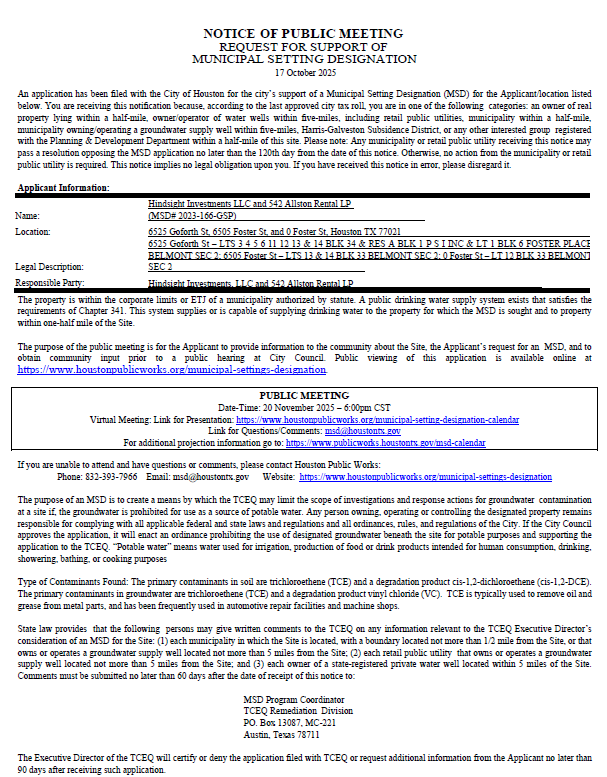 NOTICE OF PUBLIC MEETING
REQUEST FOR SUPPORT OF
MUNICIPAL SETTING DESIGNATION
17 October 2025
An application has been filed with the City of Houston for the city's support of a Municipal Setting Designation (MSD) for the Applicant/location listed
below. You are receiving this notification because, according to the last approved city tax roll, you are in one of the following categories: an owner of real
property lying within a half-mile, owner/operator of water wells within five-miles, including retail public utilities, municipality within a half-mile,
municipality owning/operating a groundwater supply well within five-miles, Harris-Galveston Subsidence District, or any other interested group registered
with the Planning & Development Department within a half-mile of this site. Please note: Any municipality or retail public utility receiving this notice may
pass a resolution opposing the MSD application no later than the 120th day from the date of this notice. Otherwise, no action from the municipality or retail
public utility is required. This notice implies no legal obligation upon you. If you have received this notice in error, please disregard it.
Applicant Information:
Hindsight Investments LLC and 542 Allston Rental LP
Name: (MSD# 2023-166-GSP)
Location: 6525 Goforth St, 6505 Foster St, and 0 Foster St, Houston TX 77021
6525 Goforth St – LTS 3 4 5 6 11 12 13 & 14 BLK 34 & RES A BLK 1 P S I INC & LT 1 BLK 6 FOSTER PLACE
BELMONT SEC 2; 6505 Foster St – LTS 13 & 14 BLK 33 BELMONT SEC 2; 0 Foster St – LT 12 BLK 33 BELMONT
Legal Description: SEC 2
Responsible Party: Hindsight Investments, LLC and 542 Allston Rental LP
The property is within the corporate limits or ETJ of a municipality authorized by statute. A public drinking water supply system exists that satisfies the
requirements of Chapter 341. This system supplies or is capable of supplying drinking water to the property for which the MSD is sought and to property
within one-half mile of the Site.
The purpose of the public meeting is for the Applicant to provide information to the community about the Site, the Applicant's request for an MSD, and to
obtain community input prior to a public hearing at City Council. Public viewing of this application is available online at
https://www.houstonpublicworks.org/municipal-settings-designation.
PUBLIC MEETING
Date-Time: 20 November 2025 – 6:00pm CST
Virtual Meeting: Link for Presentation: https://www.houstonpublicworks.org/municipal-setting-designation-calendar
Link for Questions/Comments: msd@houstontx.gov
For additional projection information go to: https://www.publicworks.houstontx.gov/msd-calendar
If you are unable to attend and have questions or comments, please contact Houston Public Works:
Phone: 832-393-7966 Email: msd@houstontx.gov Website: https://www.houstonpublicworks.org/municipal-settings-designation
The purpose of an MSD is to create a means by which the TCEQ may limit the scope of investigations and response actions for groundwater contamination
at a site if, the groundwater is prohibited for use as a source of potable water. Any person owning, operating or controlling the designated property remains
responsible for complying with all applicable federal and state laws and regulations and all ordinances, rules, and regulations of the City. If the City Council
approves the application, it will enact an ordinance prohibiting the use of designated groundwater beneath the site for potable purposes and supporting the
application to the TCEQ. “Potable water” means water used for irrigation, production of food or drink products intended for human consumption, drinking,
showering, bathing, or cooking purposes
Type of Contaminants Found: The primary contaminants in soil are trichloroethene (TCE) and a degradation product cis-1,2-dichloroethene (cis-1,2-DCE).
The primary contaminants in groundwater are trichloroethene (TCE) and a degradation product vinyl chloride (VC). TCE is typically used to remove oil and
grease from metal parts, and has been frequently used in automotive repair facilities and machine shops.
State law provides that the following persons may give written comments to the TCEQ on any information relevant to the TCEQ Executive Director's
consideration of an MSD for the Site: (1) each municipality in which the Site is located, with a boundary located not more than 1/2 mile from the Site, or that
owns or operates a groundwater supply well located not more than 5 miles from the Site; (2) each retail public utility that owns or operates a groundwater
supply well located not more than 5 miles from the Site; and (3) each owner of a state-registered private water well located within 5 miles of the Site.
Comments must be submitted no later than 60 days after the date of receipt of this notice to:
MSD Program Coordinator
TCEQ Remediation Division
PO. Box 13087, MC-221
Austin, Texas 78711
The Executive Director of the TCEQ will certify or deny the application filed with TCEQ or request additional information from the Applicant no later than
90 days after receiving such application.